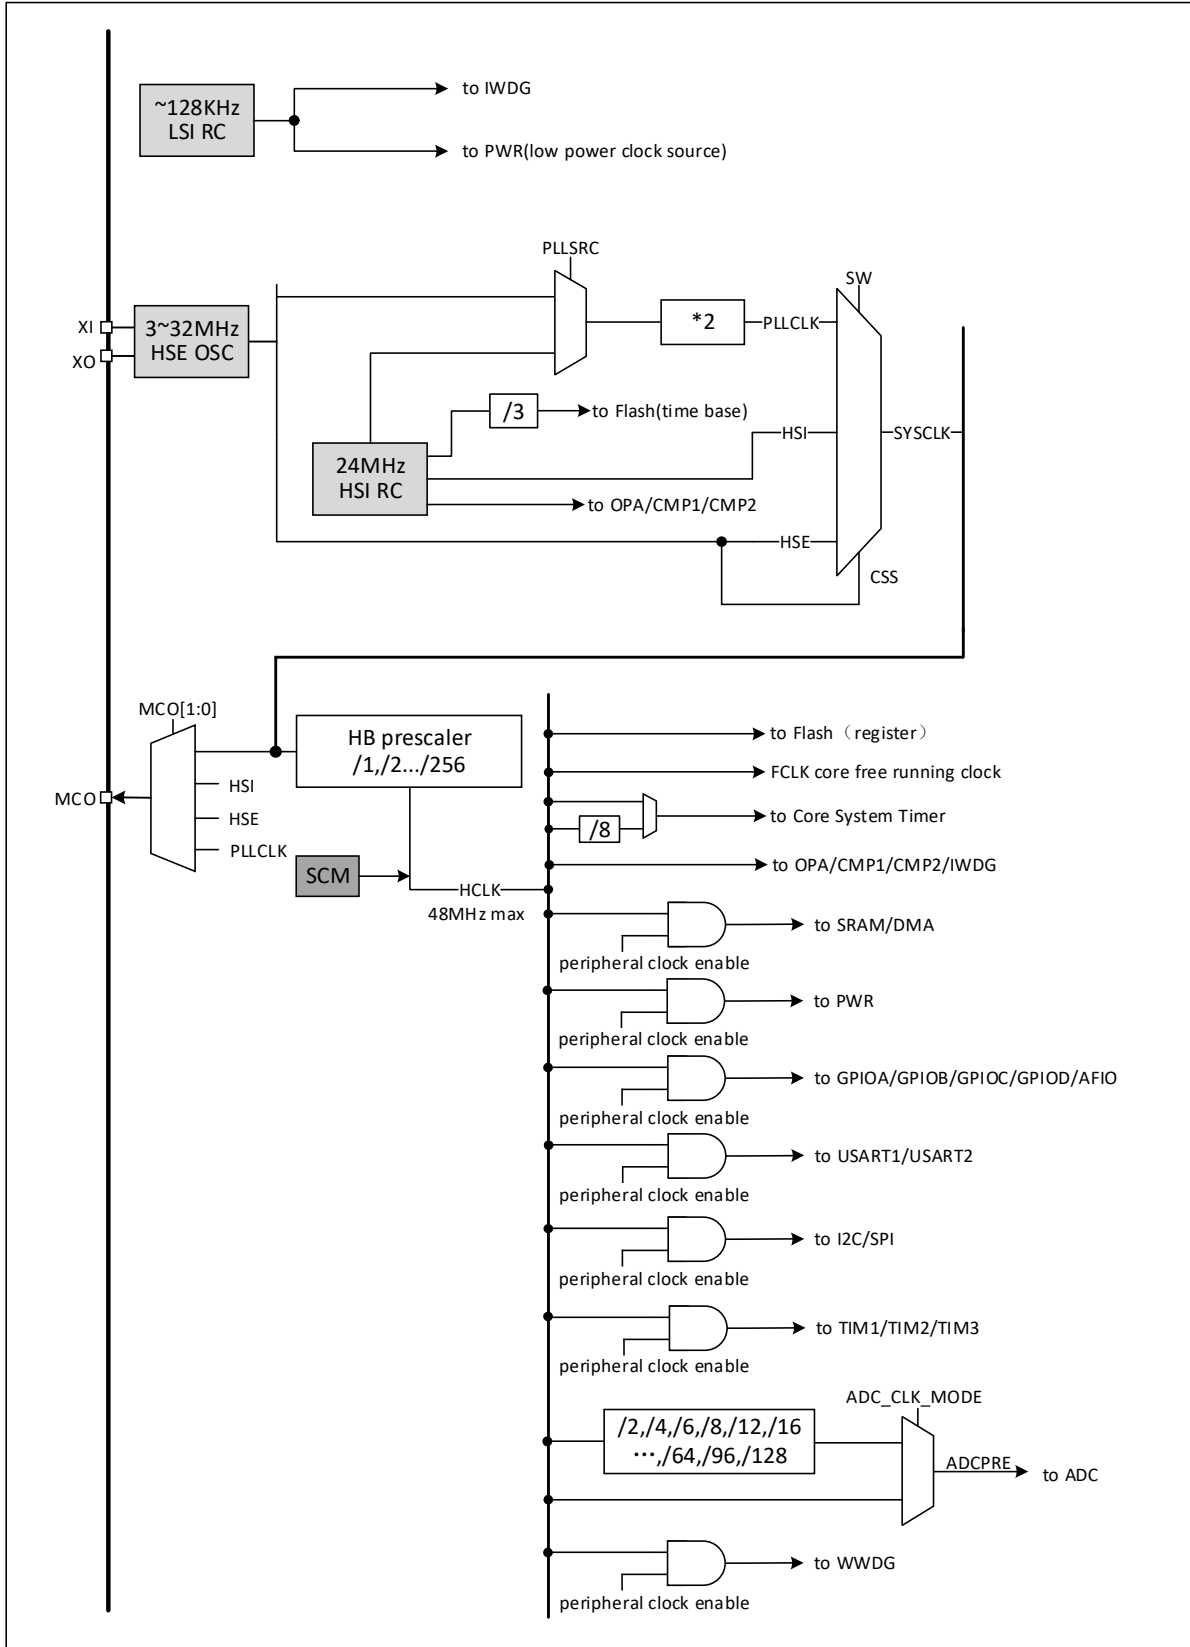 ~128KHz
LSI RC
to IWDG
to PWR(low power clock source)
PLLSRC
SW
XI
XO
3~32MHz
HSE OSC
*2
PLLCLK
/3
to Flash(time base)
HSI
SYSCLK
24MHz
HSI RC
to OPA/CMP1/CMP2
HSE
CSS
MCO[1:0]
HB prescaler
/1,/2.../256
to Flash（register）
FCLK core free running clock
HSI
MCO
HSE
/8
to Core System Timer
PLLCLK
to OPA/CMP1/CMP2/IWDG
SCM
HCLK
48MHz max
to SRAM/DMA
peripheral clock enable
to PWR
peripheral clock enable
to GPIOA/GPIOB/GPIOC/GPIOD/AFIO
peripheral clock enable
to USART1/USART2
peripheral clock enable
to I2C/SPI
peripheral clock enable
to TIM1/TIM2/TIM3
peripheral clock enable
ADC_CLK_MODE
/2,/4,/6,/8,/12,/16
···,/64,/96,/128
ADCPRE
to ADC
to WWDG
peripheral clock enable